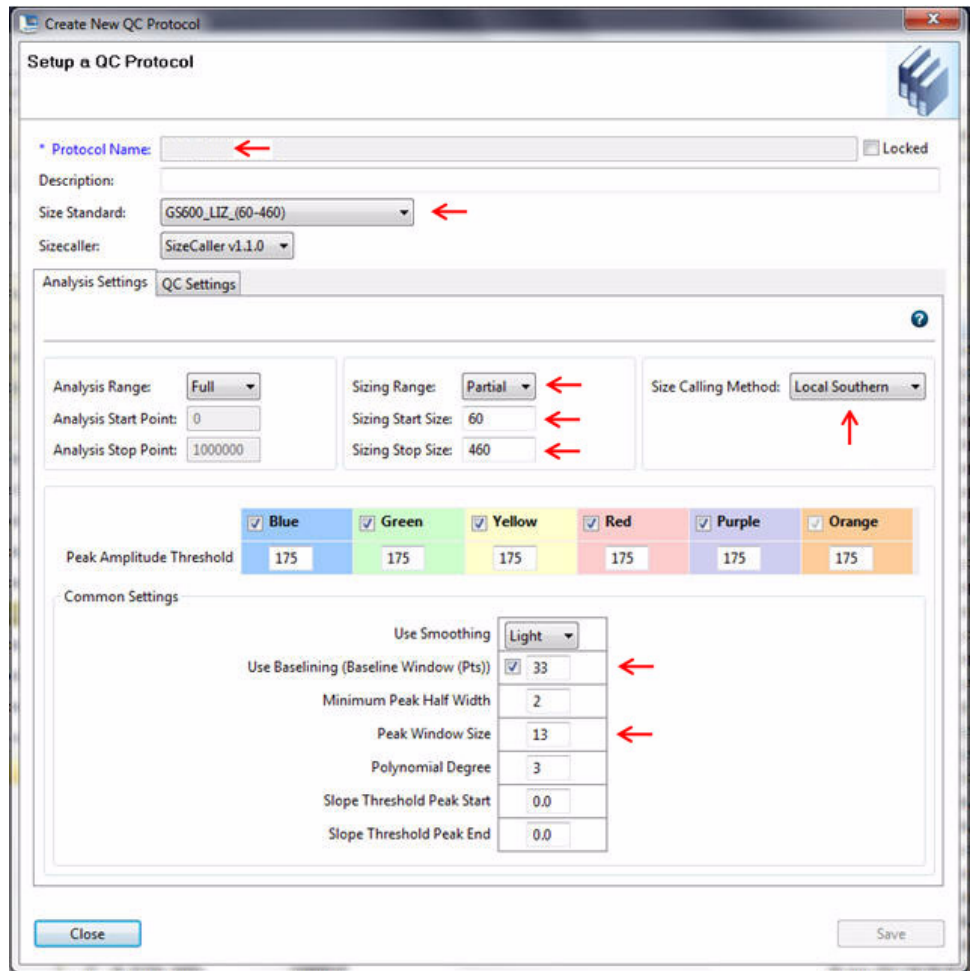 Create New QC Protocol
Setup a QC Protocol
* Protocol Name:
Locked
Description:
Size Standard: GS600_LIZ_(60-460)
Sizecaller: SizeCaller v1.1.0
Analysis Settings QC Settings
?
Analysis Range: Full Sizing Range: Partial Size Calling Method: Local Southern
Analysis Start Point: 0 Sizing Start Size: 60
Analysis Stop Point: 1000000 Sizing Stop Size: 460
Blue Green Yellow Red Purple Orange
Peak Amplitude Threshold 175 175 175 175 175 175
Common Settings
Use Smoothing Light
Use Baselining (Baseline Window (Pts)) 33
Minimum Peak Half Width 2
Peak Window Size 13
Polynomial Degree 3
Slope Threshold Peak Start 0.0
Slope Threshold Peak End 0.0
Close Save